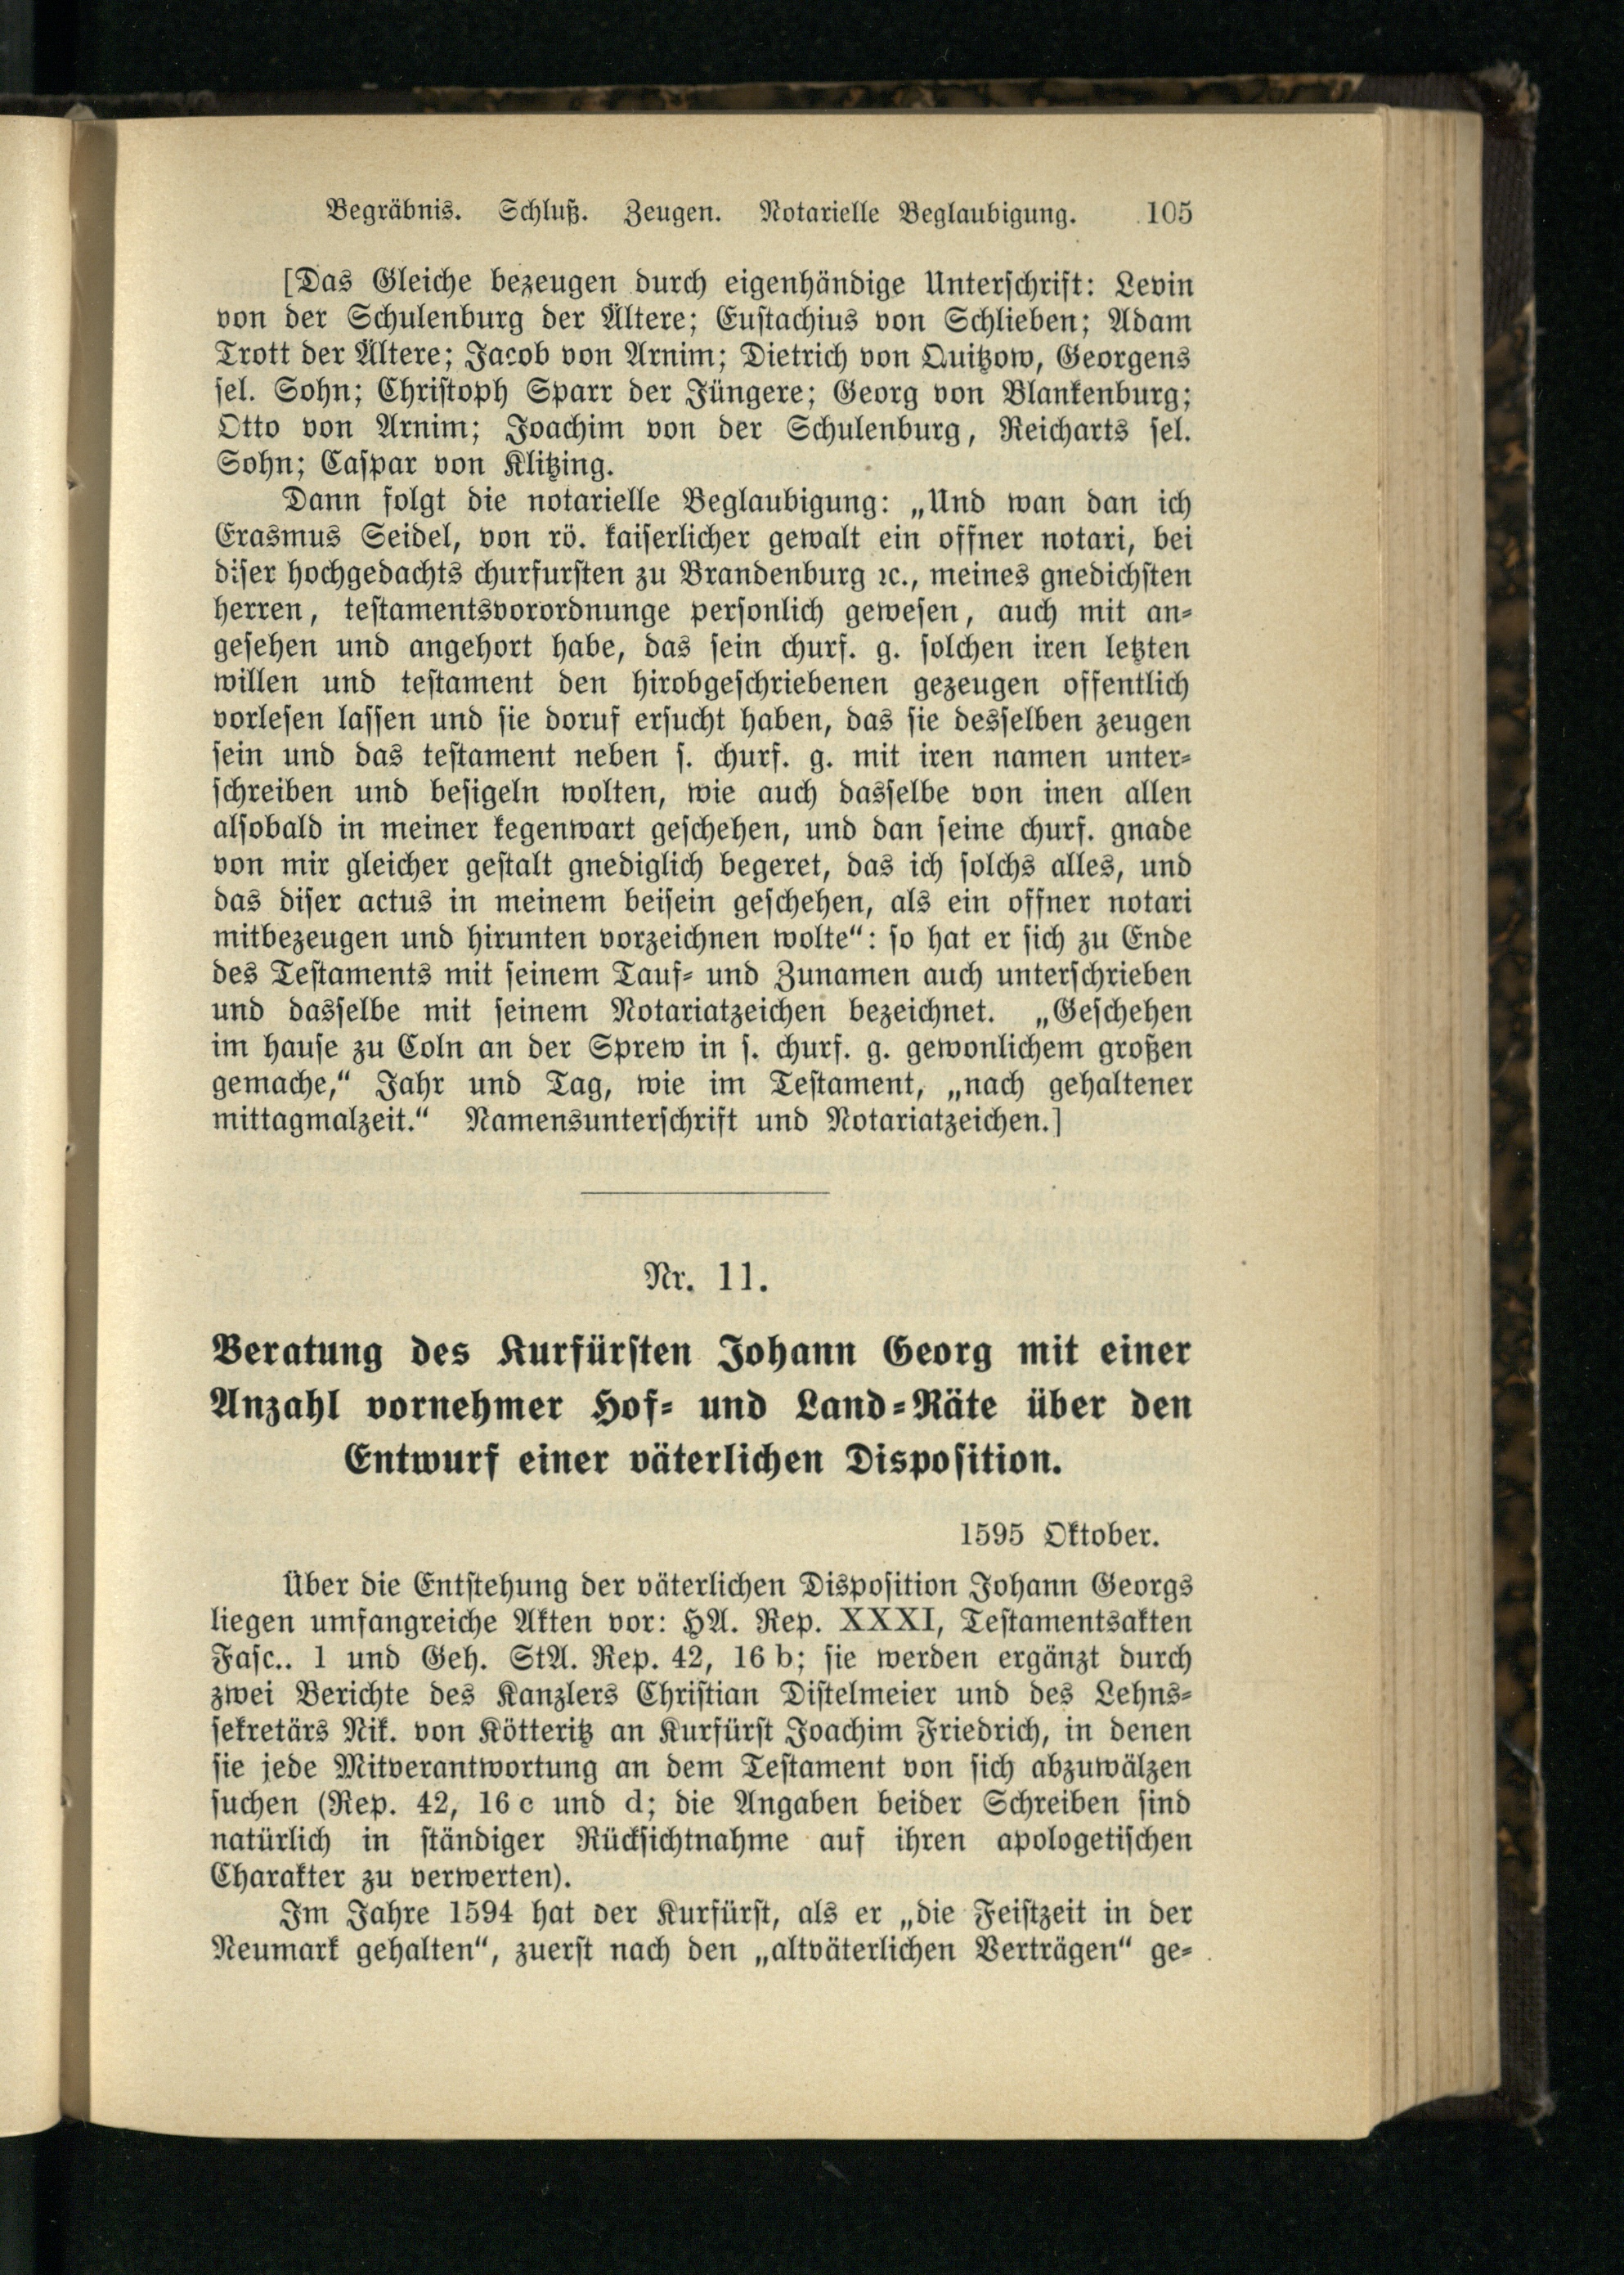 Begräbnis. Schluß. Zeugen. Notarielle Beglaubigung. 105
[Das Gleiche bezeugen durch eigenhändige Unterschrift: Levin
von der Schulenburg der Ältere; Eustachius von Schlieben; Adam
Trott der Ältere; Jacob von Arnim; Dietrich von Quitzow, Georgens
sel. Sohn; Christoph Sparr der Jüngere; Georg von Blankenburg;
Otto von Arnim; Joachim von der Schulenburg, Reicharts sel.
Sohn; Caspar von Klitzing.
Dann folgt die notarielle Beglaubigung: „Und wan dan ich
Erasmus Seidel, von rö. kaiserlicher gewalt ein offner notari, bei
diser hochgedachts churfursten zu Brandenburg ꝛc., meines gnedichsten
herren, testamentsvorordnunge personlich gewesen, auch mit an-
gesehen und angehort habe, das sein churf. g. solchen iren letzten
willen und testament den hirobgeschriebenen gezeugen offentlich
vorlesen lassen und sie doruf ersucht haben, das sie desselben zeugen
sein und das testament neben s. churf. g. mit iren namen unter-
schreiben und besigeln wolten, wie auch dasselbe von inen allen
alsobald in meiner kegenwart geschehen, und dan seine churf. gnade
von mir gleicher gestalt gnediglich begeret, das ich solchs alles, und
das diser actus in meinem beisein geschehen, als ein offner notari
mitbezeugen und hirunten vorzeichnen wolte“: so hat er sich zu Ende
des Testaments mit seinem Tauf- und Zunamen auch unterschrieben
und dasselbe mit seinem Notariatzeichen bezeichnet. „Geschehen
im hause zu Coln an der Sprew in s. churf. g. gewonlichem großen
gemache,“ Jahr und Tag, wie im Testament, „nach gehaltener
mittagmalzeit.“ Namensunterschrift und Notariatzeichen.]
Nr. 11.
Beratung des Kurfürsten Johann Georg mit einer
Anzahl vornehmer Hof- und Land-Räte über den
Entwurf einer väterlichen Disposition.
1595 Oktober.
Über die Entstehung der väterlichen Disposition Johann Georgs
liegen umfangreiche Akten vor: HA. Rep. XXXI, Testamentsakten
Fasc.. 1 und Geh. StA. Rep. 42, 16 b; sie werden ergänzt durch
zwei Berichte des Kanzlers Christian Distelmeier und des Lehns-
sekretärs Nik. von Kötteritz an Kurfürst Joachim Friedrich, in denen
sie jede Mitverantwortung an dem Testament von sich abzuwälzen
suchen (Rep. 42, 16 c und d; die Angaben beider Schreiben sind
natürlich in ständiger Rücksichtnahme auf ihren apologetischen
Charakter zu verwerten).
Im Jahre 1594 hat der Kurfürst, als er „die Feistzeit in der
Neumark gehalten“, zuerst nach den „altväterlichen Verträgen“ ge-